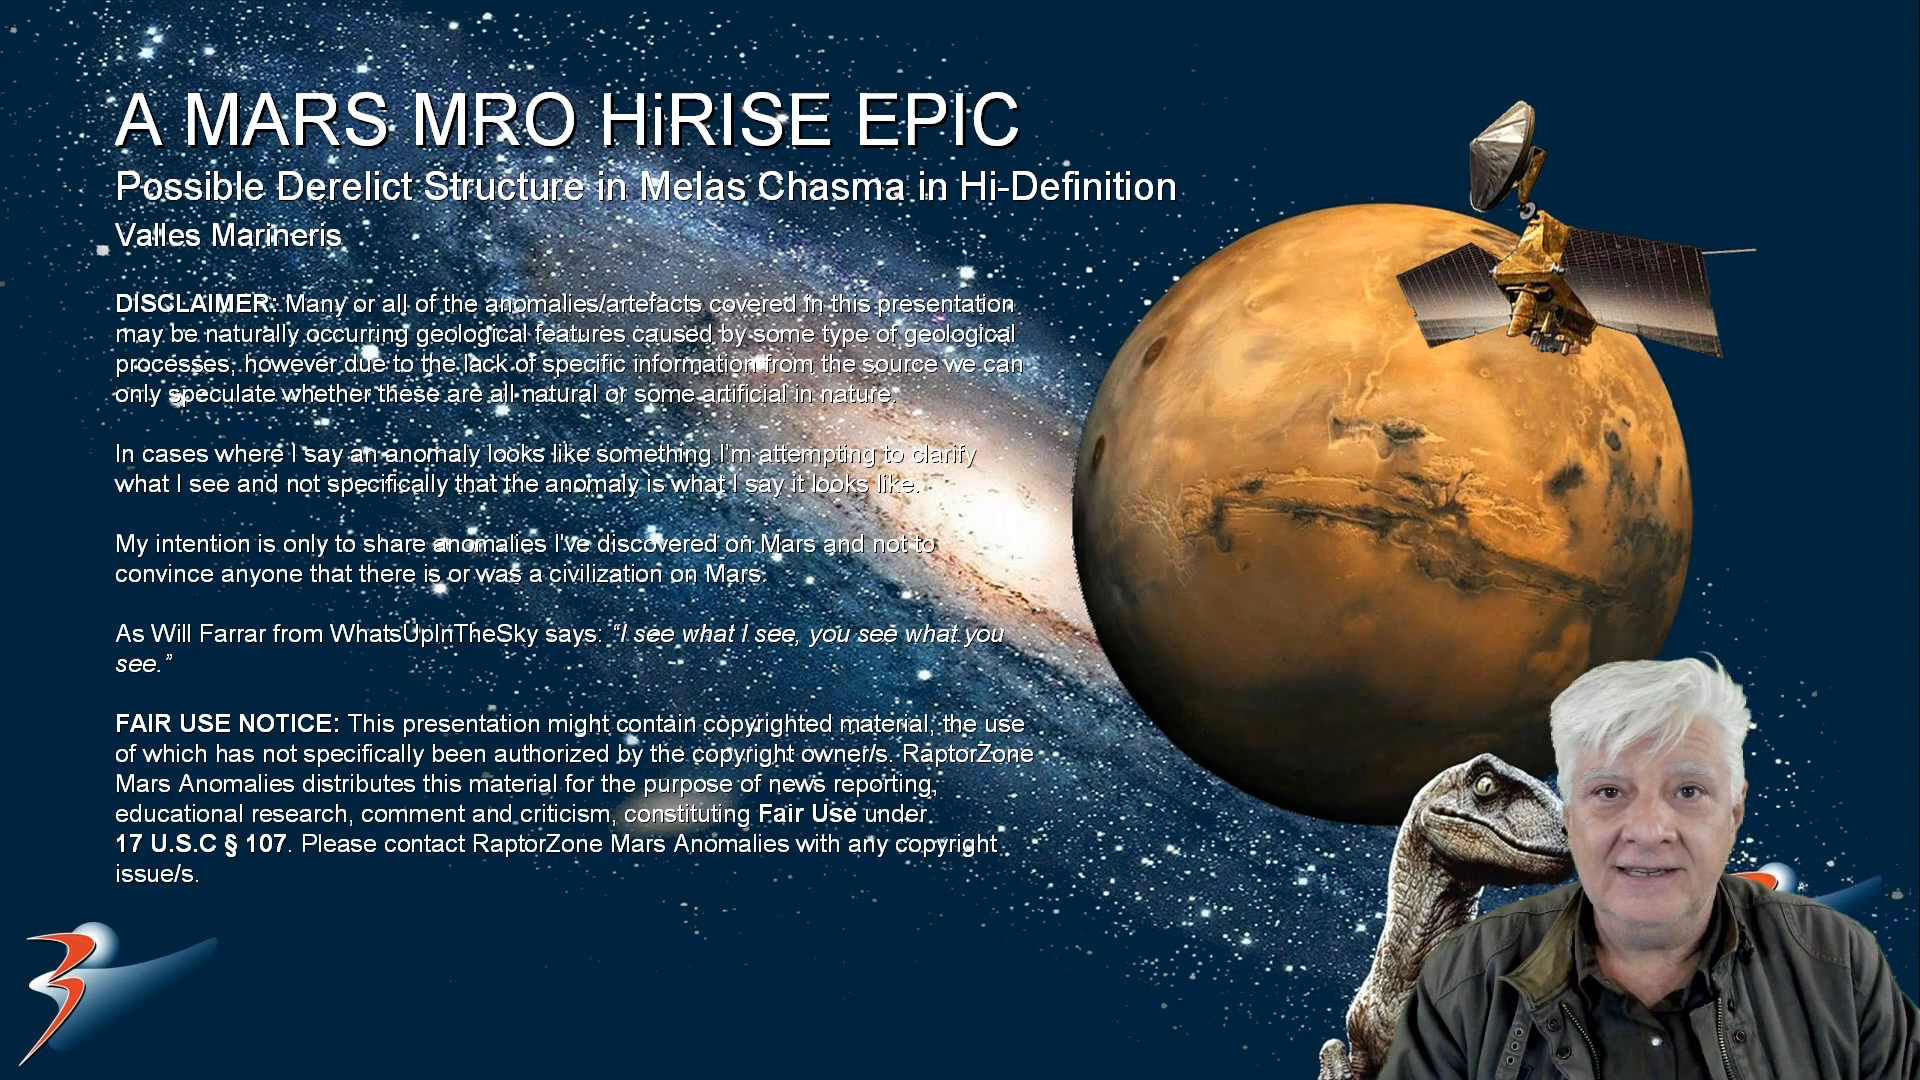 A MARS MRO HiRISE EPIC
Possible Derelict Structure in Melas Chasma in Hi-Definition
Valles Marineris
DISCLAIMER: Many or all of the anomalies/artefacts covered in this presentation
may be naturally occurring geological features caused by some type of geological
processes, however due to the lack of specific information from the source we can
only speculate whether these are all natural or some artificial in nature.
In cases where I say an anomaly looks like something I'm attempting to clarify
what I see and not specifically that the anomaly is what I say it looks like.
My intention is only to share anomalies I've discovered on Mars and not to
convince anyone that there is or was a civilization on Mars.
As Will Farrar from WhatsUpInTheSky says: “I see what I see, you see what you
see.”
FAIR USE NOTICE: This presentation might contain copyrighted material, the use
of which has not specifically been authorized by the copyright owner/s. RaptorZone
Mars Anomalies distributes this material for the purpose of news reporting,
educational research, comment and criticism, constituting Fair Use under
17 U.S.C § 107. Please contact RaptorZone Mars Anomalies with any copyright
issue/s.